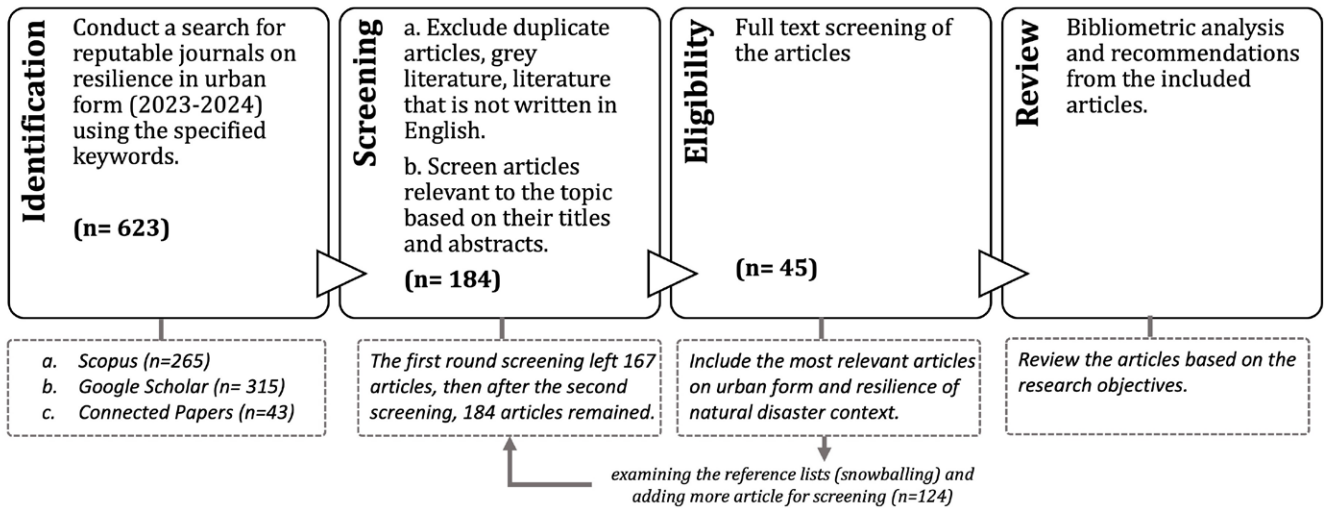 Identification
Conduct a search for
reputable journals on
resilience in urban
form (2023-2024)
using the specified
keywords.
(n= 623)
Screening
a. Exclude duplicate
articles, grey
literature, literature
that is not written in
English.
b. Screen articles
relevant to the topic
based on their titles
and abstracts.
(n= 184)
Eligibility
Full text screening of
the articles
(n= 45)
Review
Bibliometric analysis
and recommendations
from the included
articles.
a. Scopus (n=265)
b. Google Scholar (n= 315)
c. Connected Papers (n=43)
The first round screening left 167
articles, then after the second
screening, 184 articles remained.
Include the most relevant articles
on urban form and resilience of
natural disaster context.
Review the articles based on the
research objectives.
examining the reference lists (snowballing) and
adding more article for screening (n=124)